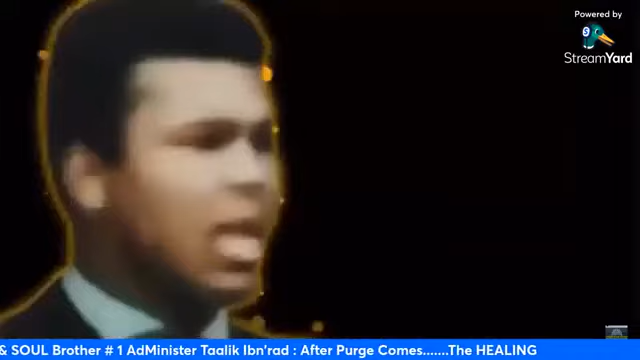 Powered by
StreamYard
& SOUL Brother # 1 AdMinister Taalik Ibn'rad : After Purge Comes.......The HEALING